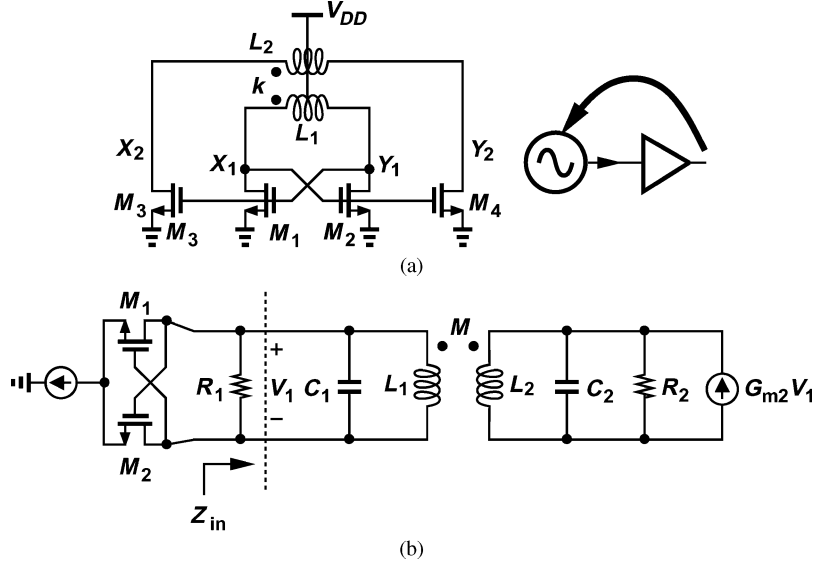 V_DD
L_2
k
L_1
X_2
X_1
Y_1
Y_2
M_3
M_3
M_1
M_2
M_4
(a)
M_1
M_2
R_1
+
V_1
−
C_1
L_1
M
L_2
C_2
R_2
G_m2 V_1
Z_in
(b)